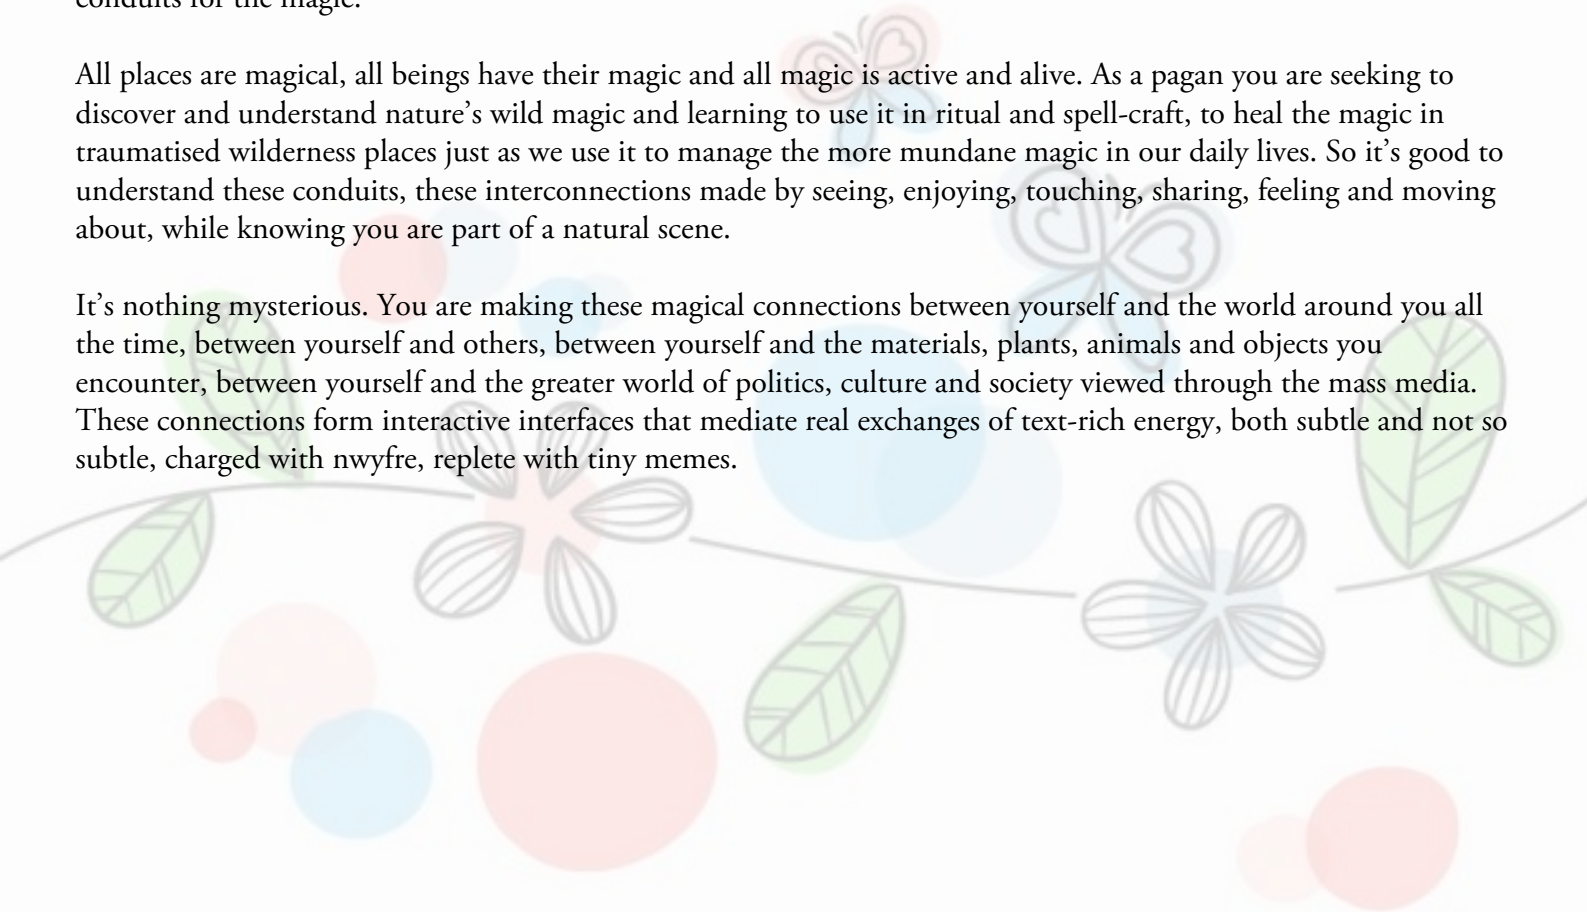 conduits for the magic.
All places are magical, all beings have their magic and all magic is active and alive. As a pagan you are seeking to
discover and understand nature’s wild magic and learning to use it in ritual and spell-craft, to heal the magic in
traumatised wilderness places just as we use it to manage the more mundane magic in our daily lives. So it’s good to
understand these conduits, these interconnections made by seeing, enjoying, touching, sharing, feeling and moving
about, while knowing you are part of a natural scene.
It’s nothing mysterious. You are making these magical connections between yourself and the world around you all
the time, between yourself and others, between yourself and the materials, plants, animals and objects you
encounter, between yourself and the greater world of politics, culture and society viewed through the mass media.
These connections form interactive interfaces that mediate real exchanges of text-rich energy, both subtle and not so
subtle, charged with nwyfre, replete with tiny memes.